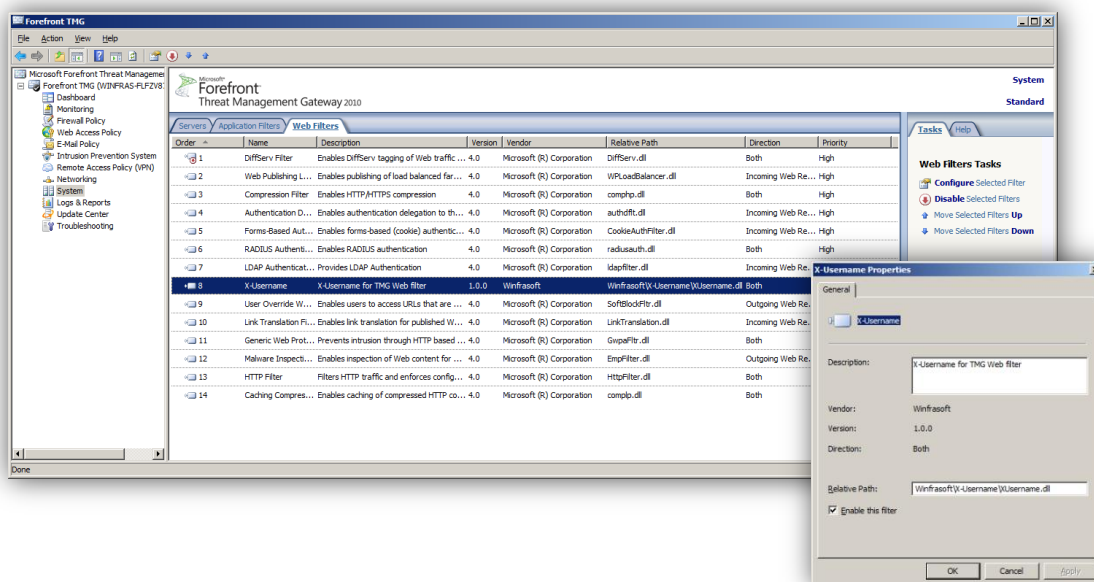 Forefront TMG
File Action View Help
Microsoft Forefront Threat Managemer
Forefront TMG (WINFRAS-FLFZV8
Dashboard
Monitoring
Firewall Policy
Web Access Policy
E-Mail Policy
Intrusion Prevention System
Remote Access Policy (VPN)
Networking
System
Logs & Reports
Update Center
Troubleshooting
Microsoft
Forefront
Threat Management Gateway 2010
System
Standard
Servers Application Filters Web Filters
Order Name Description Version Vendor Relative Path Direction Priority
1 DiffServ Filter Enables DiffServ tagging of Web traffic ... 4.0 Microsoft (R) Corporation DiffServ.dll Both High
2 Web Publishing L... Enables publishing of load balanced far... 4.0 Microsoft (R) Corporation WPLoadBalancer.dll Incoming Web Re... High
3 Compression Filter Enables HTTP/HTTPS compression 4.0 Microsoft (R) Corporation comphp.dll Both High
4 Authentication D... Enables authentication delegation to th... 4.0 Microsoft (R) Corporation authdflt.dll Incoming Web Re... High
5 Forms-Based Aut... Enables forms-based (cookie) authentic... 4.0 Microsoft (R) Corporation CookieAuthFilter.dll Incoming Web Re... High
6 RADIUS Authenti... Enables RADIUS authentication 4.0 Microsoft (R) Corporation radiusauth.dll Both High
7 LDAP Authenticat... Provides LDAP Authentication 4.0 Microsoft (R) Corporation ldapfilter.dll Incoming Web Re.
8 X-Username X-Username for TMG Web filter 1.0.0 Winfrasoft Winfrasoft\X-Username\XUsername.dll Both
9 User Override W... Enables users to access URLs that are ... 4.0 Microsoft (R) Corporation SoftBlockFltr.dll Outgoing Web Re.
10 Link Translation Fi... Enables link translation for published W... 4.0 Microsoft (R) Corporation LinkTranslation.dll Incoming Web Re.
11 Generic Web Prot... Prevents intrusion through HTTP based ... 4.0 Microsoft (R) Corporation GwpaFltr.dll Both
12 Malware Inspecti... Enables inspection of Web content for ... 4.0 Microsoft (R) Corporation EmpFilter.dll Outgoing Web Re.
13 HTTP Filter Filters HTTP traffic and enforces config... 4.0 Microsoft (R) Corporation HttpFilter.dll Both
14 Caching Compres... Enables caching of compressed HTTP co... 4.0 Microsoft (R) Corporation complp.dll Both
Tasks Help
Web Filters Tasks
Configure Selected Filter
Disable Selected Filters
Move Selected Filters Up
Move Selected Filters Down
Done
X-Username Properties
General
X-Username
Description: X-Username for TMG Web filter
Vendor: Winfrasoft
Version: 1.0.0
Direction: Both
Relative Path: Winfrasoft\X-Username\XUsername.dll
Enable this filter
OK Cancel Apply